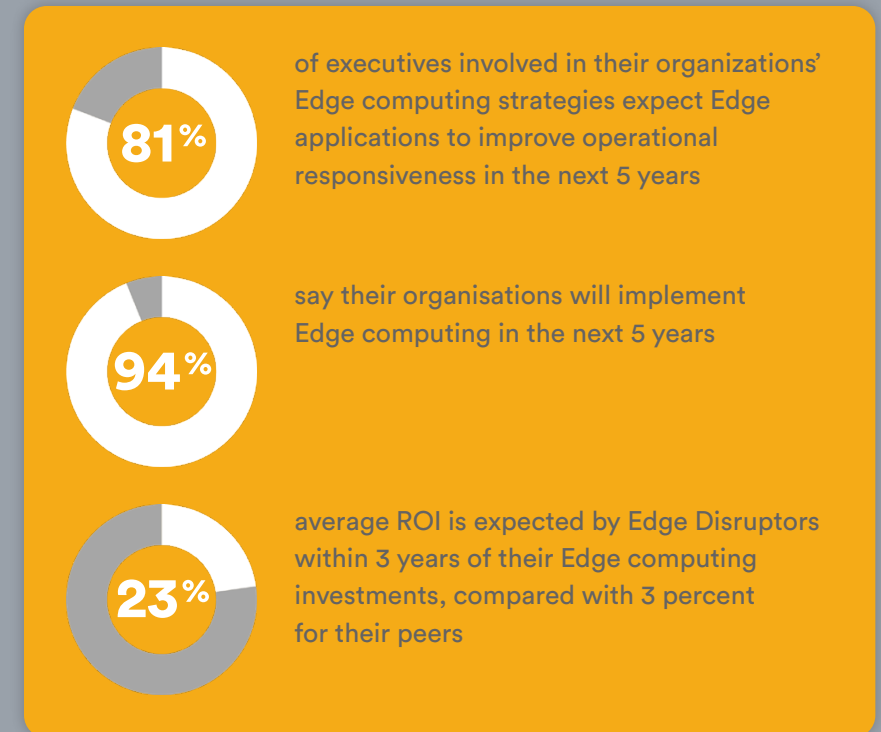 81%
of executives involved in their organizations’
Edge computing strategies expect Edge
applications to improve operational
responsiveness in the next 5 years
94%
say their organisations will implement
Edge computing in the next 5 years
23%
average ROI is expected by Edge Disruptors
within 3 years of their Edge computing
investments, compared with 3 percent
for their peers